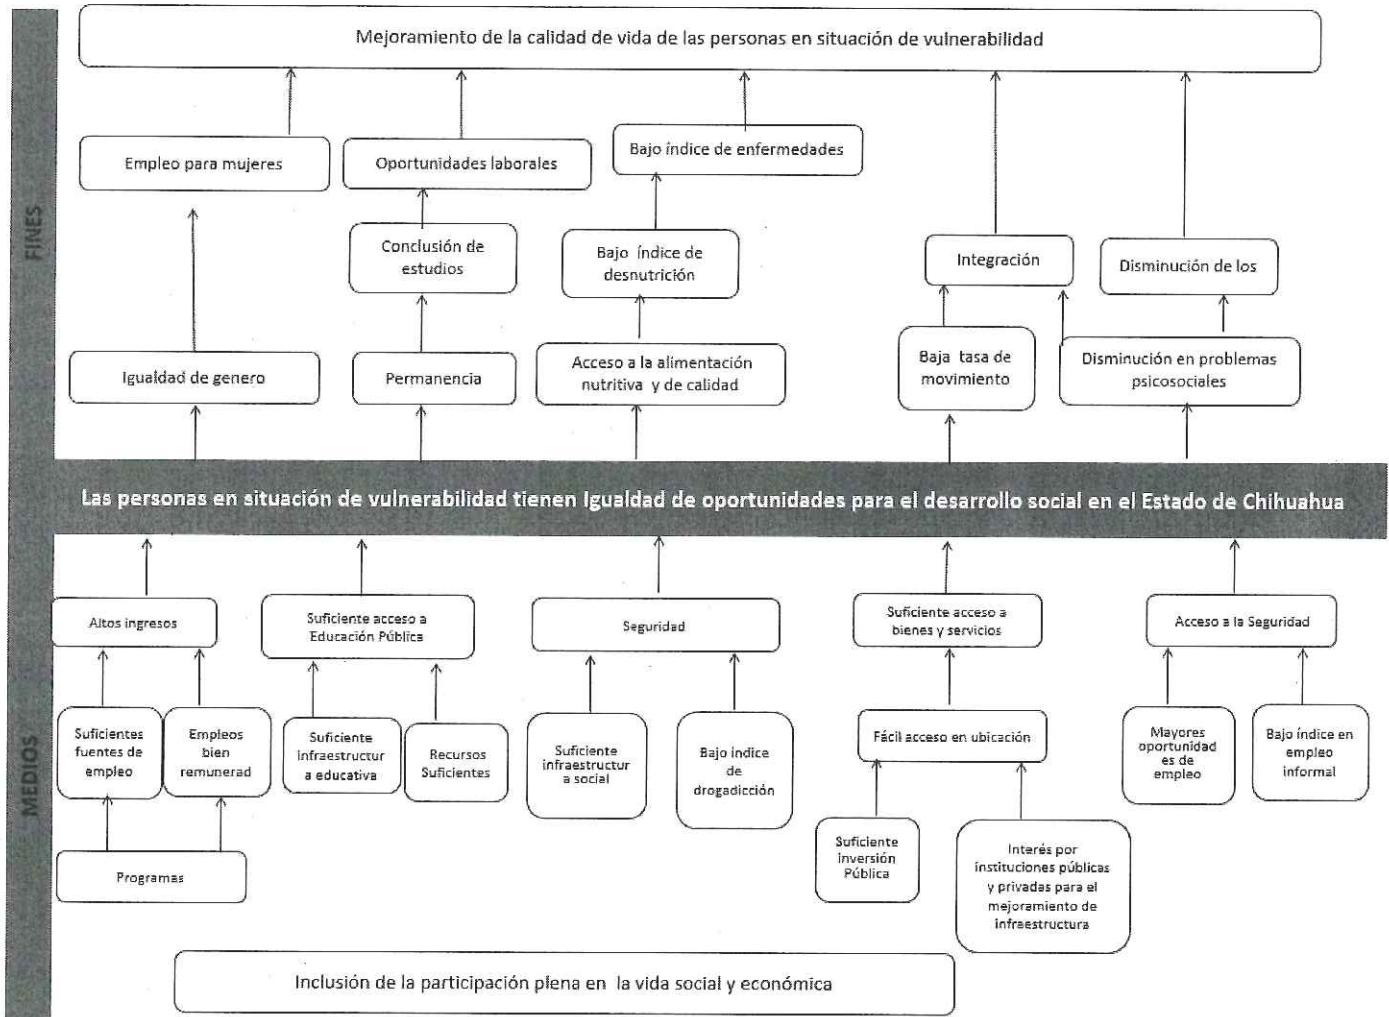 Mejoramiento de la calidad de vida de las personas en situación de vulnerabilidad
FINES
Empleo para mujeres
Oportunidades laborales
Bajo índice de enfermedades
Conclusión de
estudios
Bajo índice de
desnutrición
Integración
Disminución de los
Igualdad de genero
Permanencia
Acceso a la alimentación
nutritiva y de calidad
Baja tasa de
movimiento
Disminución en problemas
psicosociales
Las personas en situación de vulnerabilidad tienen Igualdad de oportunidades para el desarrollo social en el Estado de Chihuahua
MEDIOS
Altos ingresos
Suficiente acceso a
Educación Pública
Seguridad
Suficiente acceso a
bienes y servicios
Acceso a la Seguridad
Suficientes
fuentes de
empleo
Empleos
bien
remunerad
Suficiente
infraestructur
a educativa
Recursos
Suficientes
Suficiente
infraestructur
a social
Bajo índice
de
drogadicción
Fácil acceso en ubicación
Mayores
oportunidad
es de
empleo
Bajo índice en
empleo
informal
Programas
Suficiente
inversión
Pública
Interés por
instituciones públicas
y privadas para el
mejoramiento de
infraestructura
Inclusión de la participación plena en la vida social y económica